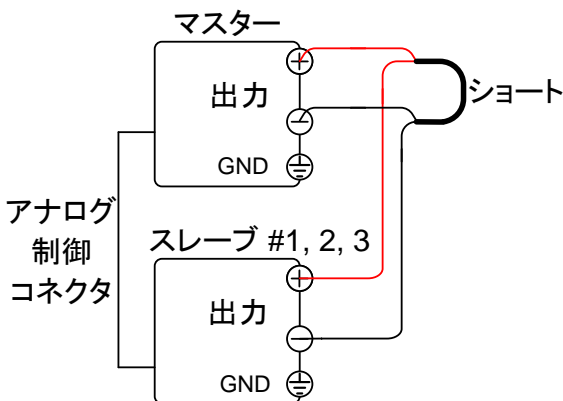 マスター
出力
GND
ショート
アナログ
制御
コネクタ
スレーブ #1, 2, 3
出力
GND